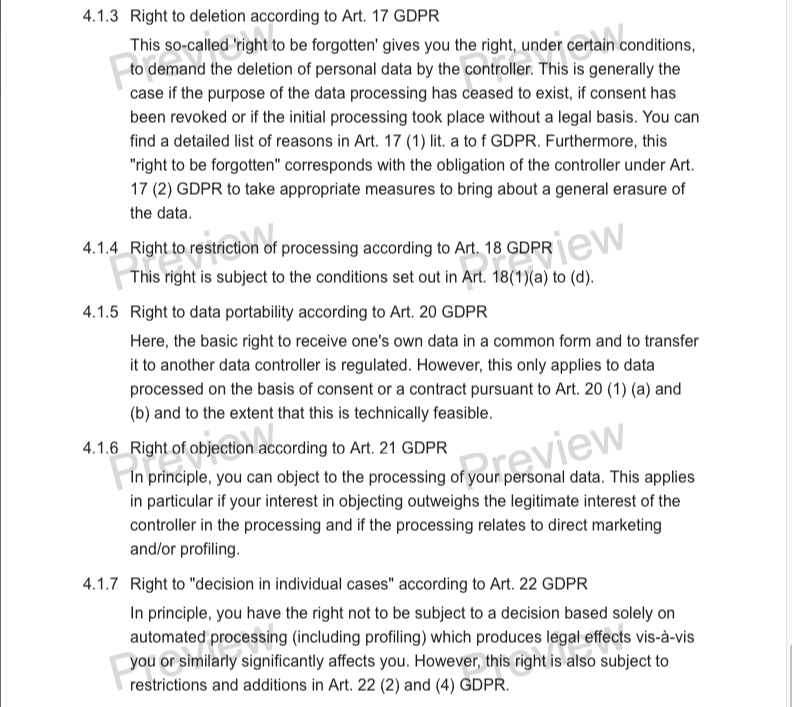 4.1.3 Right to deletion according to Art. 17 GDPR
This so-called 'right to be forgotten' gives you the right, under certain conditions,
to demand the deletion of personal data by the controller. This is generally the
case if the purpose of the data processing has ceased to exist, if consent has
been revoked or if the initial processing took place without a legal basis. You can
find a detailed list of reasons in Art. 17 (1) lit. a to f GDPR. Furthermore, this
"right to be forgotten" corresponds with the obligation of the controller under Art.
17 (2) GDPR to take appropriate measures to bring about a general erasure of
the data.
4.1.4 Right to restriction of processing according to Art. 18 GDPR
This right is subject to the conditions set out in Art. 18(1)(a) to (d).
4.1.5 Right to data portability according to Art. 20 GDPR
Here, the basic right to receive one's own data in a common form and to transfer
it to another data controller is regulated. However, this only applies to data
processed on the basis of consent or a contract pursuant to Art. 20 (1) (a) and
(b) and to the extent that this is technically feasible.
4.1.6 Right of objection according to Art. 21 GDPR
In principle, you can object to the processing of your personal data. This applies
in particular if your interest in objecting outweighs the legitimate interest of the
controller in the processing and if the processing relates to direct marketing
and/or profiling.
4.1.7 Right to "decision in individual cases" according to Art. 22 GDPR
In principle, you have the right not to be subject to a decision based solely on
automated processing (including profiling) which produces legal effects vis-à-vis
you or similarly significantly affects you. However, this right is also subject to
restrictions and additions in Art. 22 (2) and (4) GDPR.
Preview
Preview
Preview
Preview
Preview
Preview
Preview
Preview